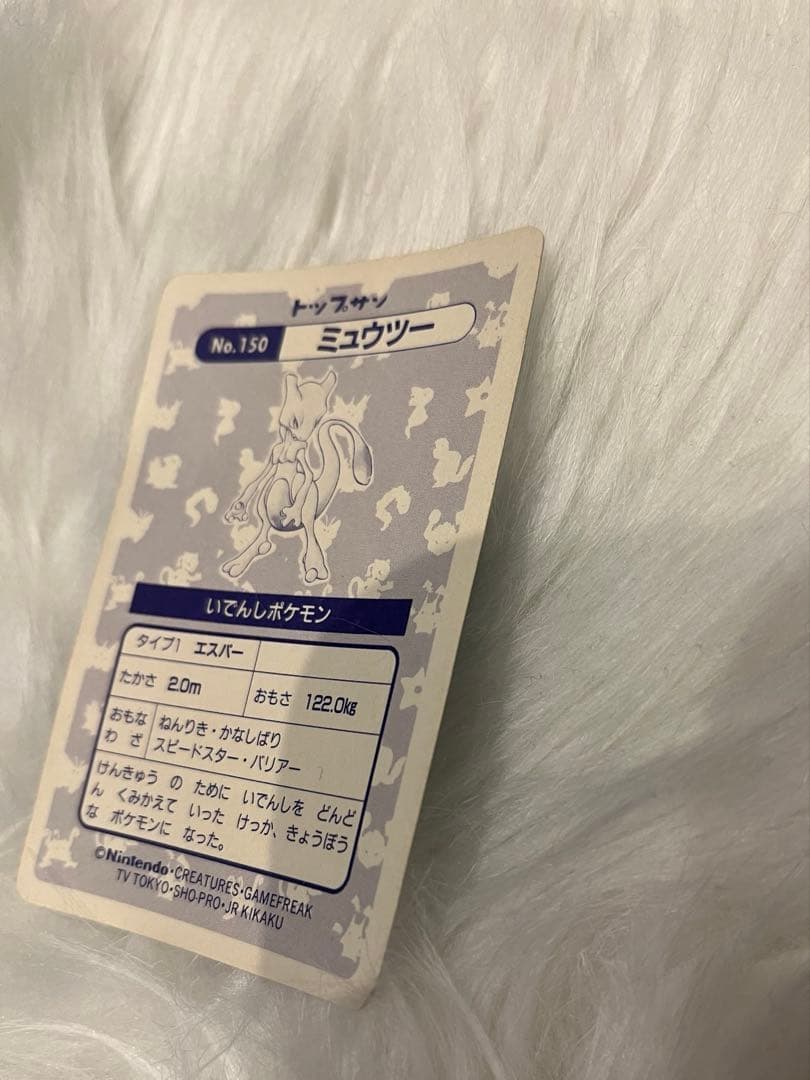 トップサン
No.150 ミュウツー
いでんしポケモン
タイプ1 エスパー
たかさ 2.0m おもさ 122.0kg
おもな わざ ねんりき・かなしばり
スピードスター・バリアー
けんきゅう の ために いでんしを どんど
ん くみかえて いった けっか、きょうぼう
な ポケモンに なった。
©Nintendo・CREATURES・GAMEFREAK
TV TOKYO・SHO-PRO・JR KIKAKU